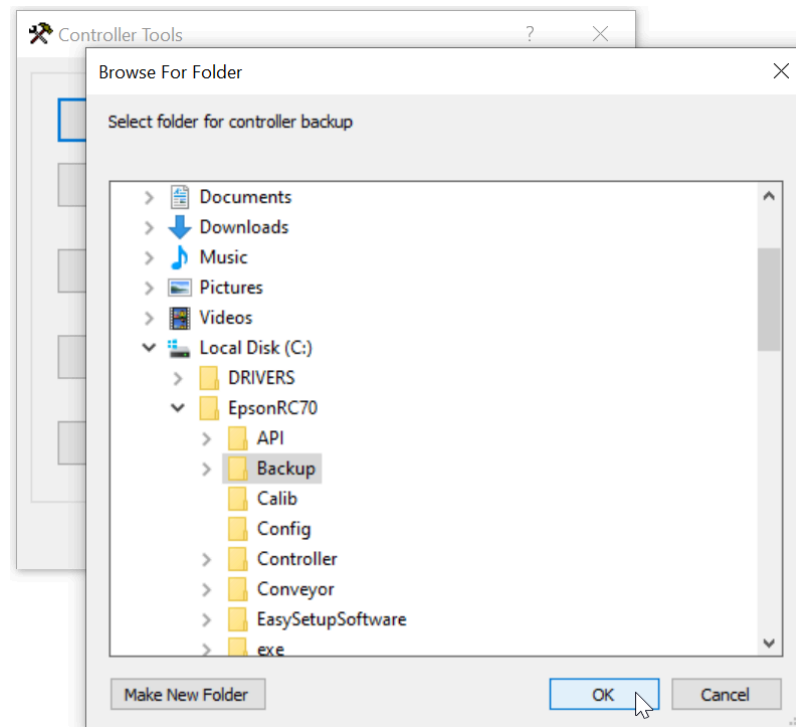 Controller Tools
?
Browse For Folder
Select folder for controller backup
Documents
Downloads
Music
Pictures
Videos
Local Disk (C:)
DRIVERS
EpsonRC70
API
Backup
Calib
Config
Controller
Conveyor
EasySetupSoftware
exe
Make New Folder OK Cancel